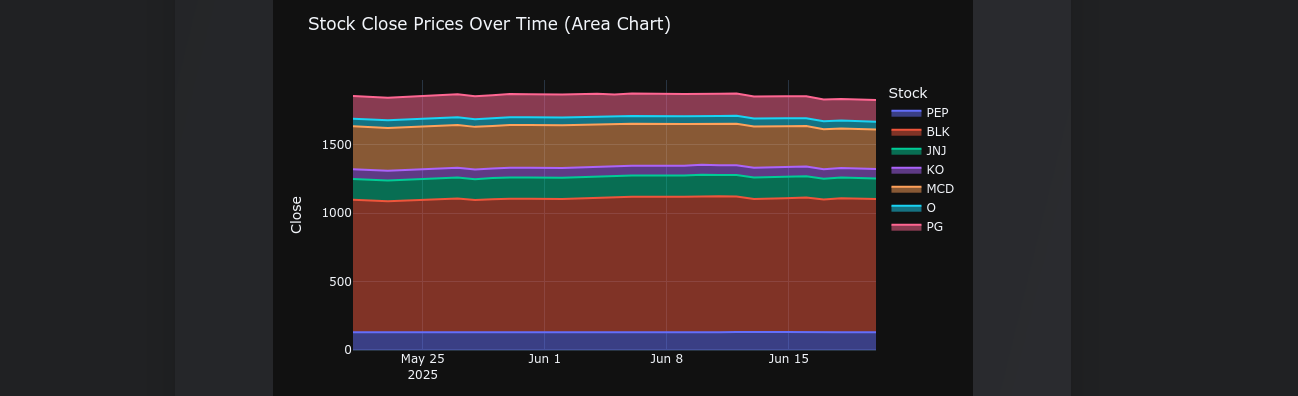 Stock Close Prices Over Time (Area Chart)
Stock
PEP
BLK
JNJ
KO
MCD
O
PG
Close
1500
1000
500
0
May 25
2025
Jun 1
Jun 8
Jun 15